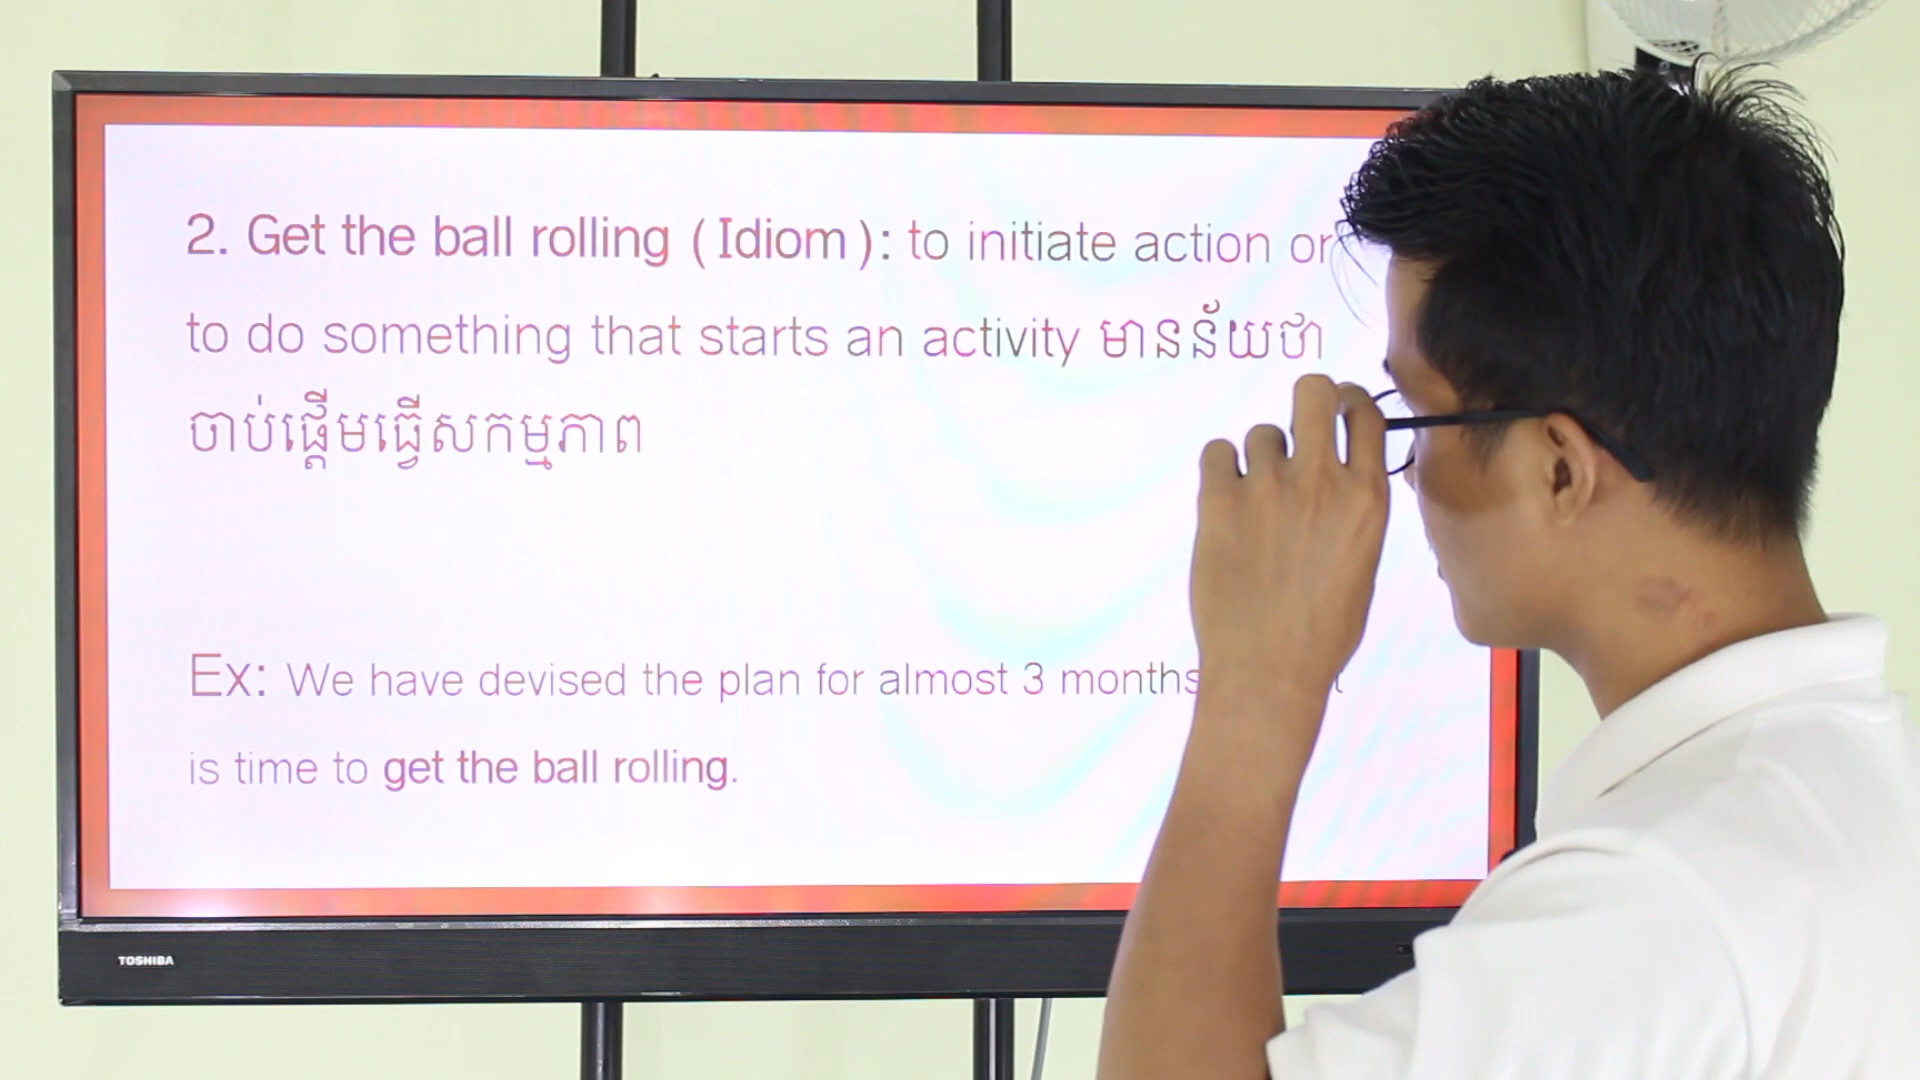 2. Get the ball rolling (Idiom): to initiate action or
to do something that starts an activity មានន័យថា
ចាប់ផ្តើមធ្វើសកម្មភាព
Ex: We have devised the plan for almost 3 months
is time to get the ball rolling.
TOSHIBA